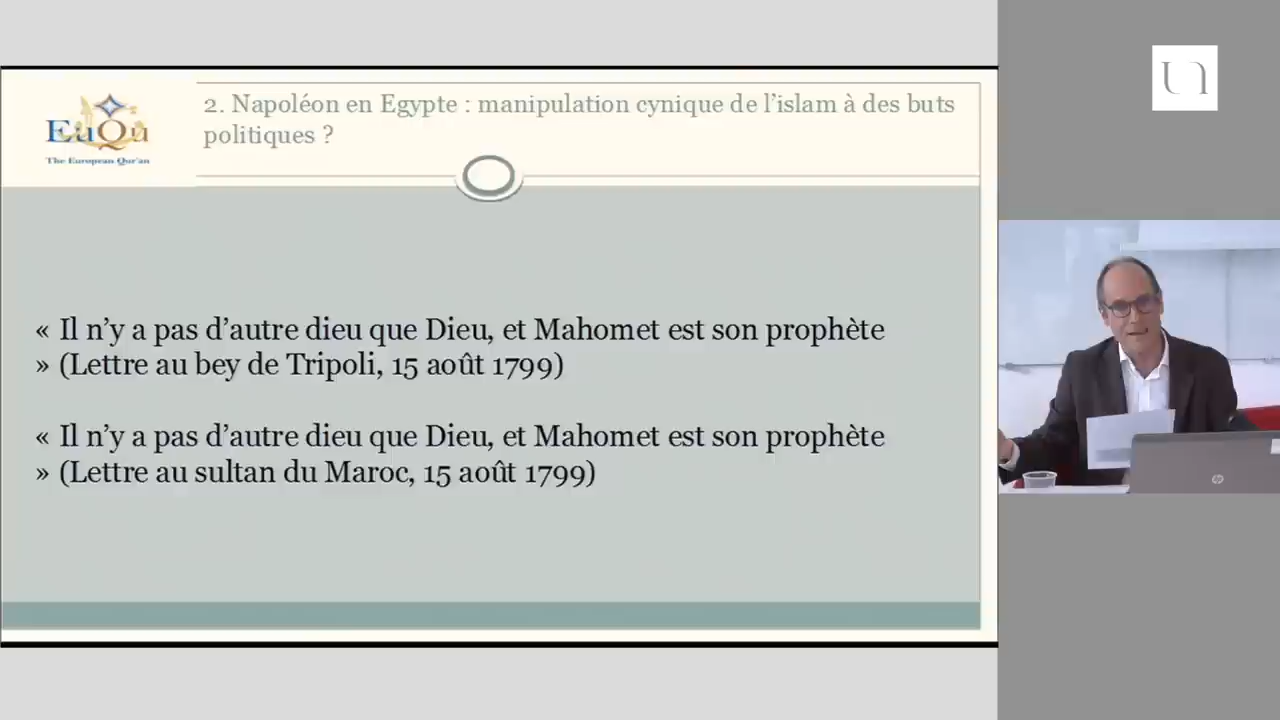 2. Napoléon en Egypte : manipulation cynique de l’islam à des buts
politiques ?
EuQu
The European Qur'an
« Il n’y a pas d’autre dieu que Dieu, et Mahomet est son prophète
» (Lettre au bey de Tripoli, 15 août 1799)
« Il n’y a pas d’autre dieu que Dieu, et Mahomet est son prophète
» (Lettre au sultan du Maroc, 15 août 1799)
hp